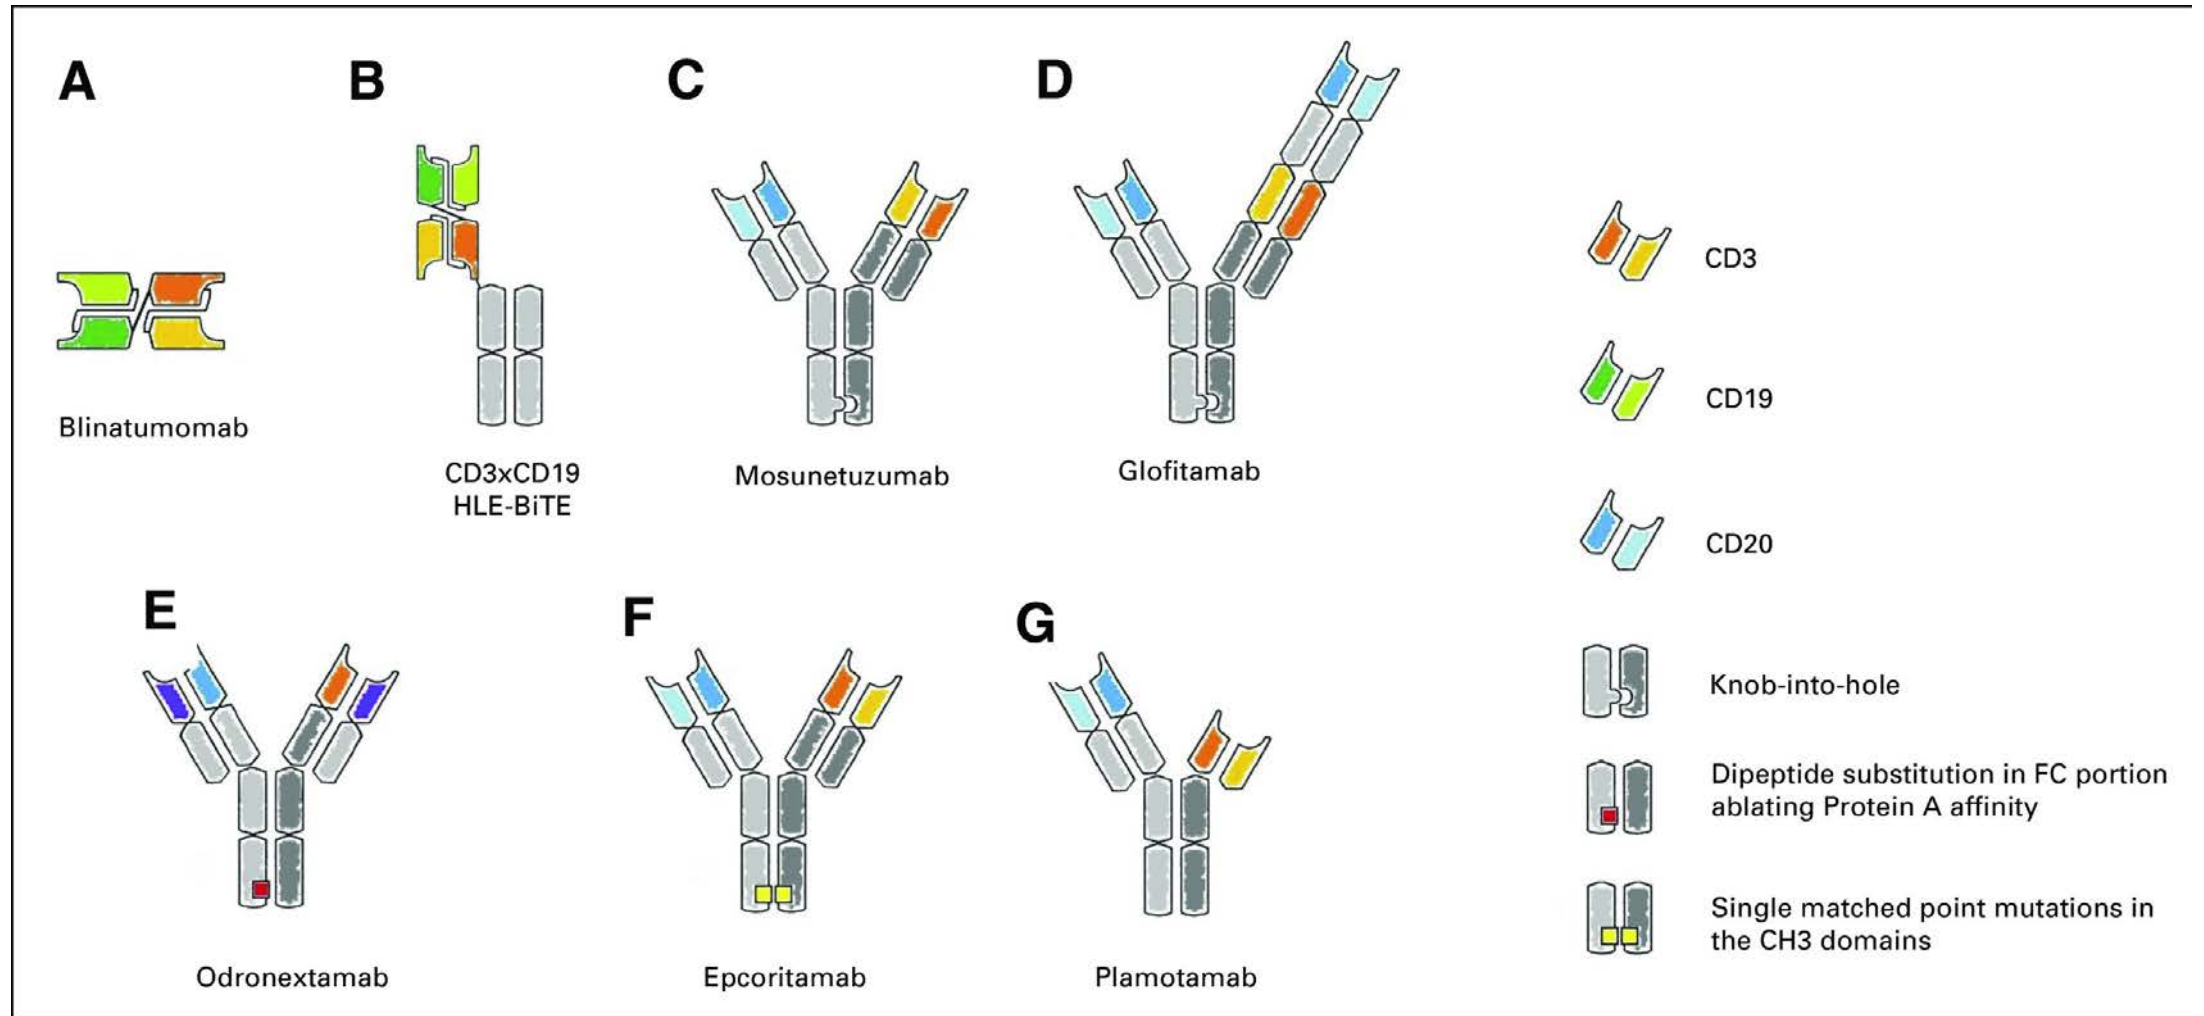 A
B
C
D
Blinatumomab
CD3xCD19
HLE-BiTE
Mosunetuzumab
Glofitamab
E
F
G
Odronextamab
Epcoritamab
Plamotamab
CD3
CD19
CD20
Knob-into-hole
Dipeptide substitution in FC portion
ablating Protein A affinity
Single matched point mutations in
the CH3 domains